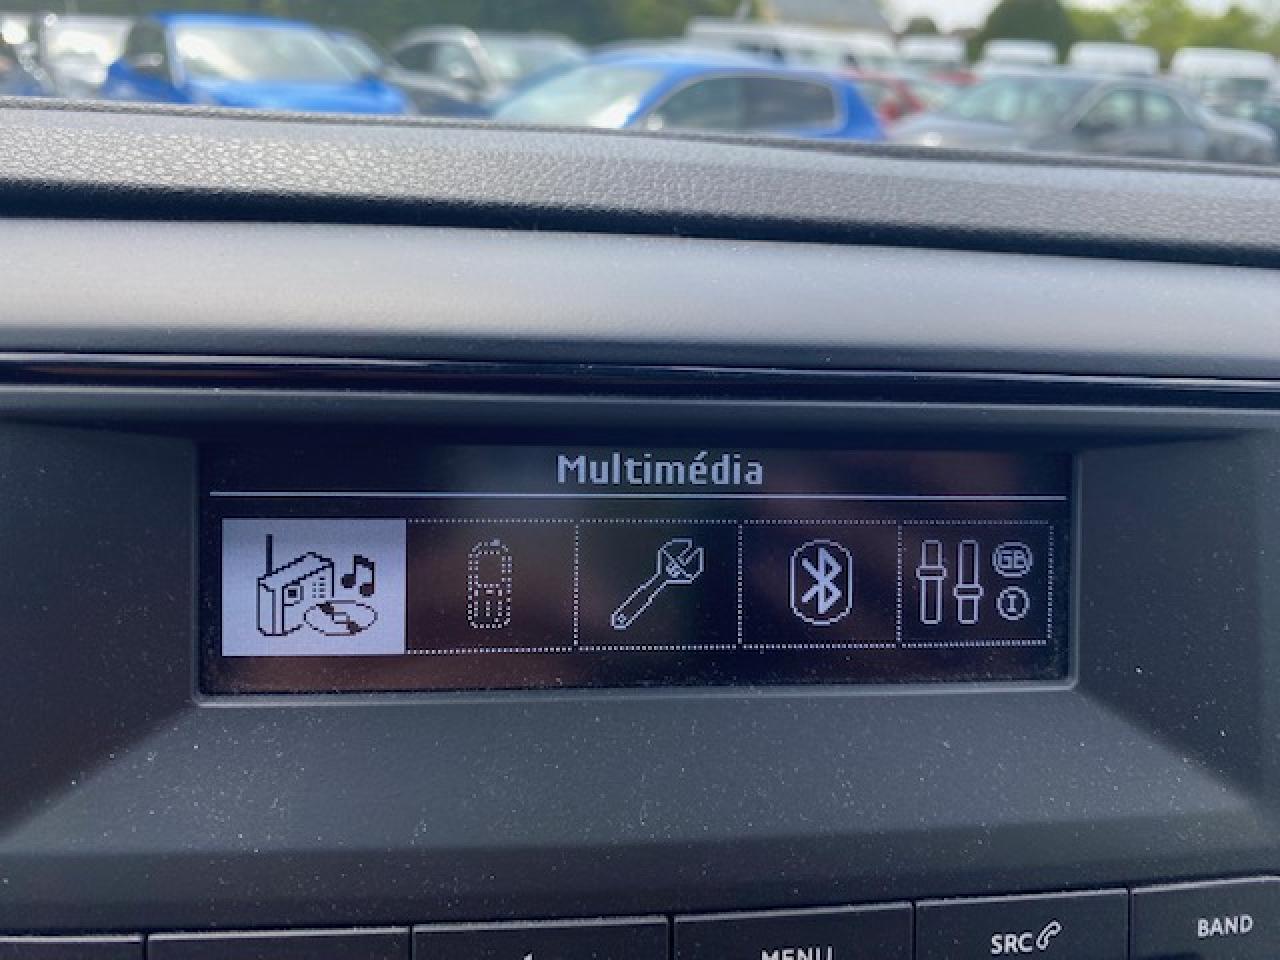 Multimédia
GB
I
MENU
SRC
BAND